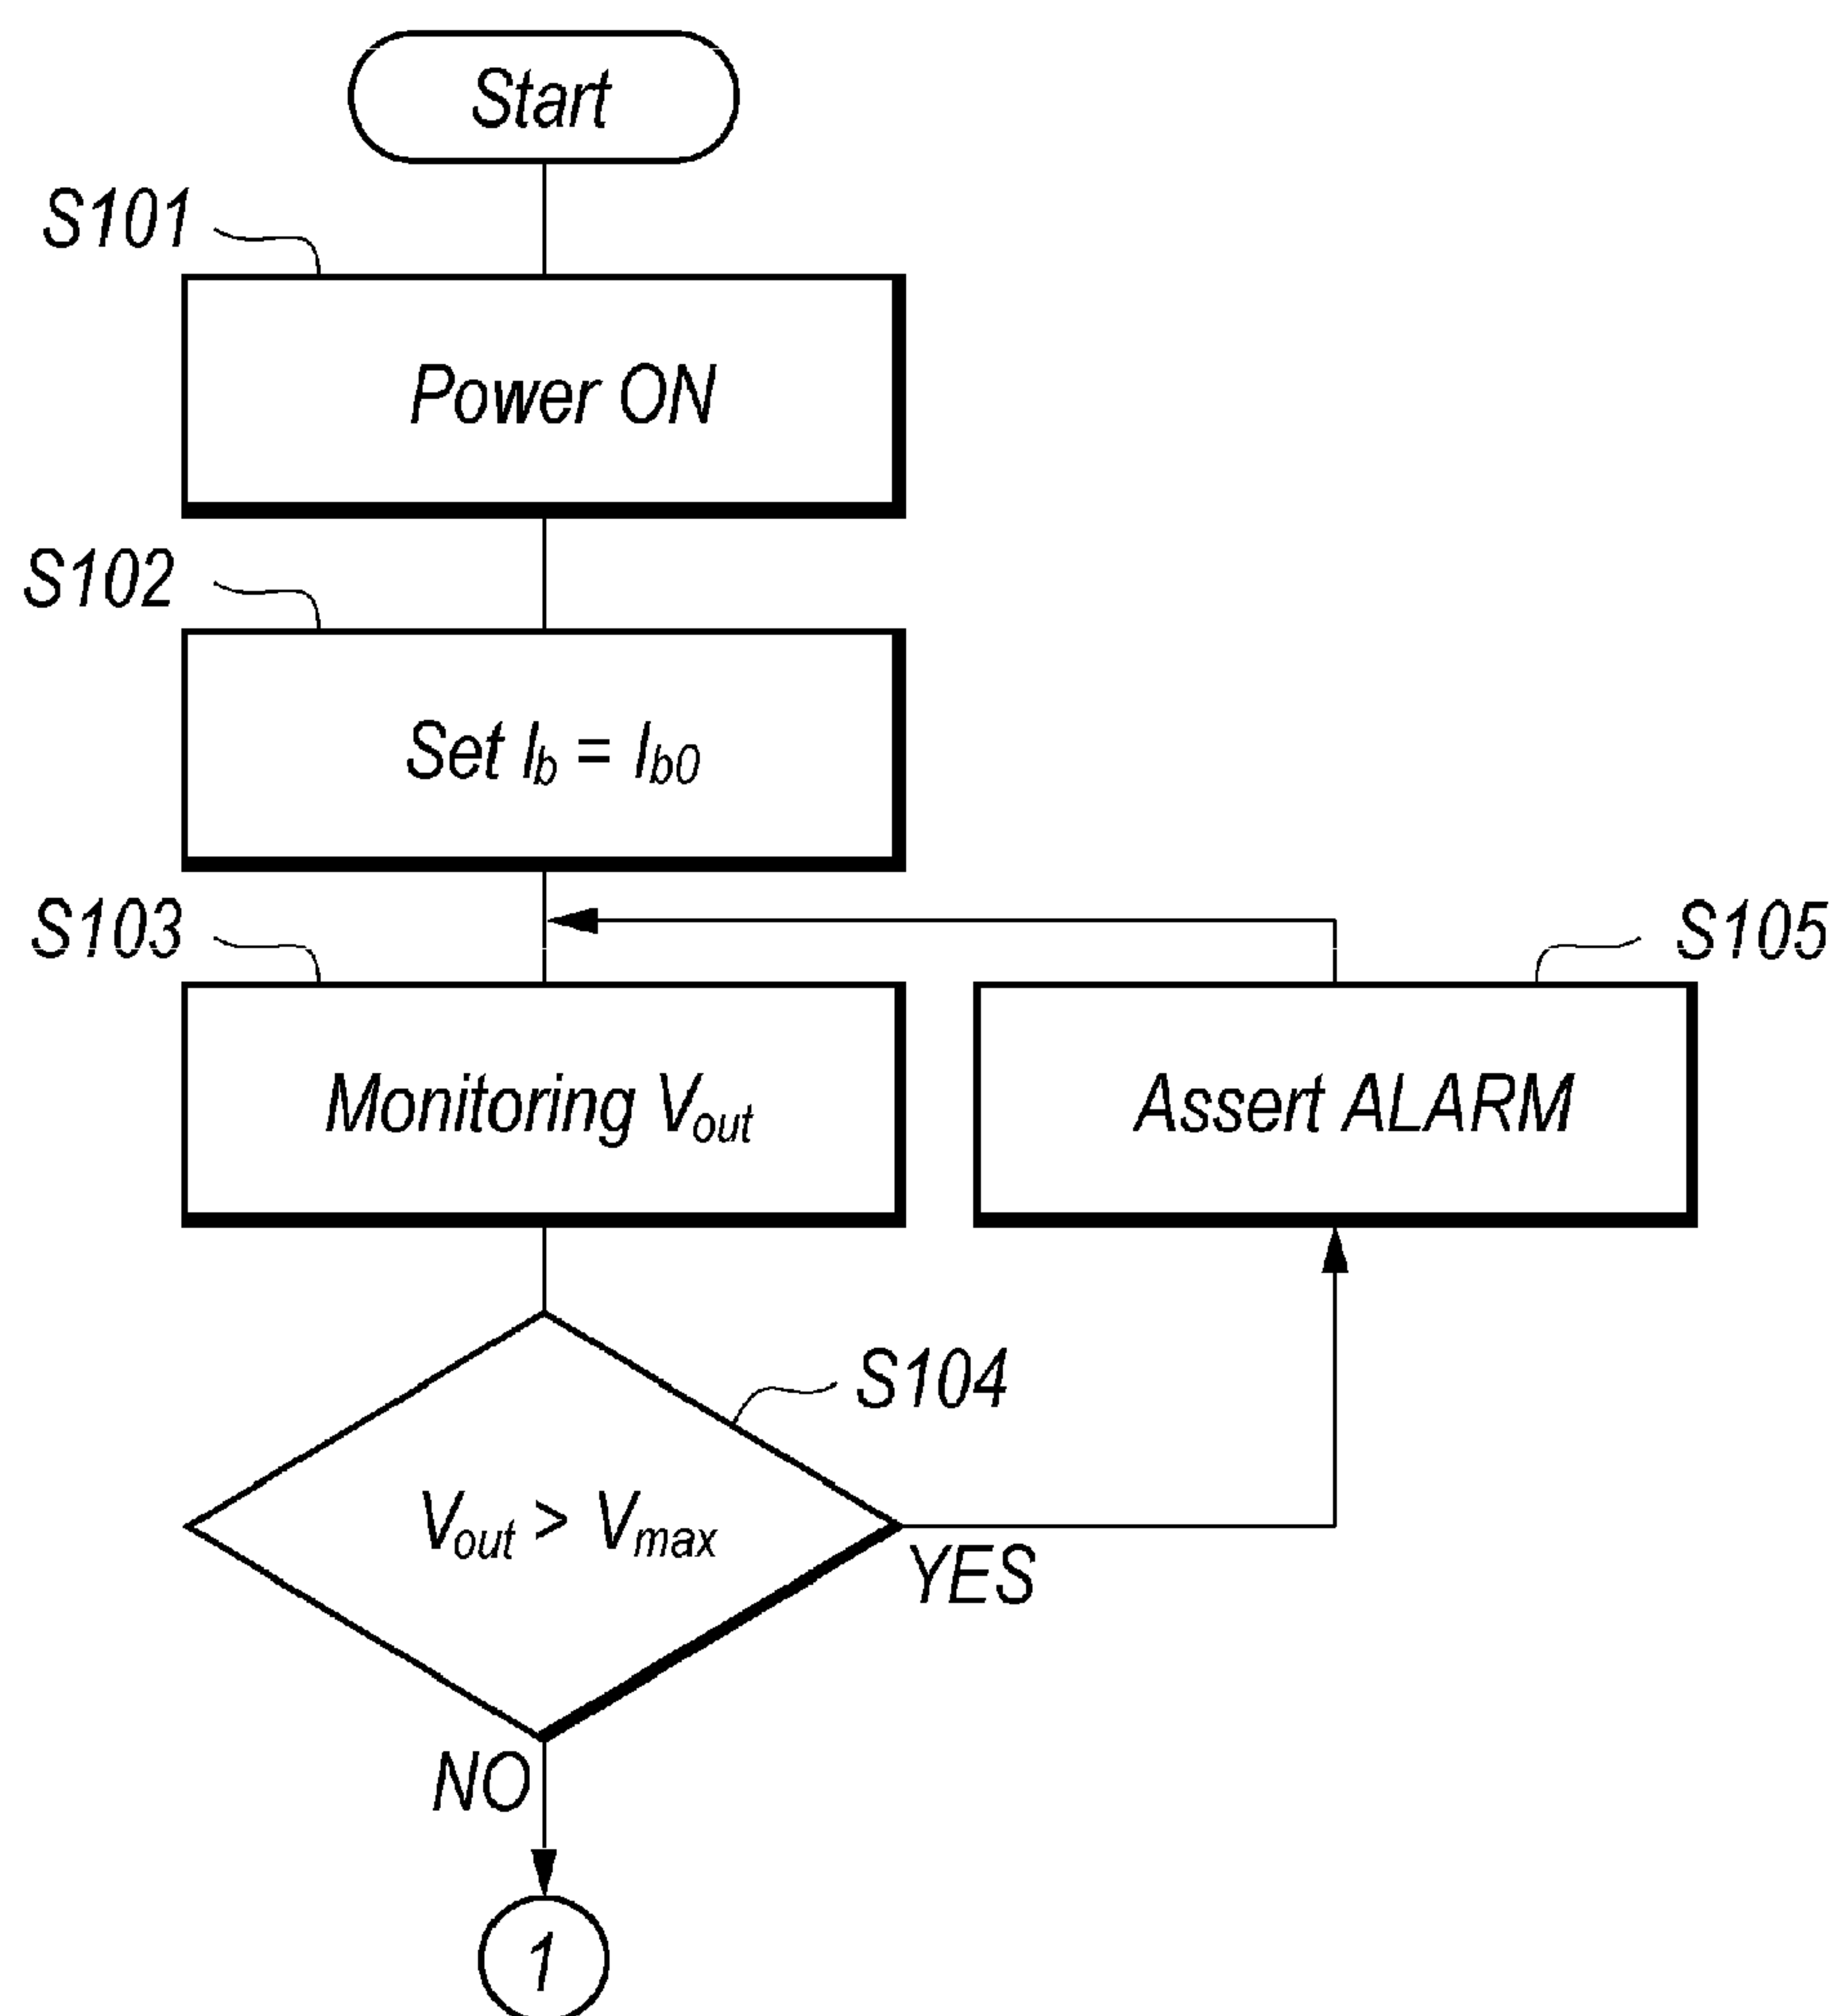 Start
S101
Power ON
S102
Set Ib = Ib0
S103
S105
Monitoring Vout
Assert ALARM
S104
Vout > Vmax
YES
NO
1